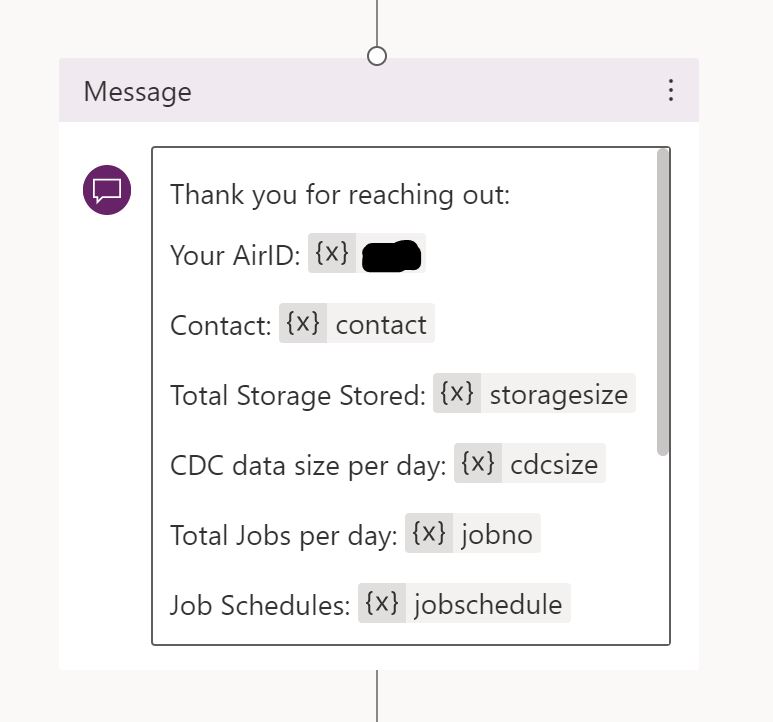 Message
Thank you for reaching out:
Your AirID: {x}
Contact: {x} contact
Total Storage Stored: {x} storagesize
CDC data size per day: {x} cdcsize
Total Jobs per day: {x} jobno
Job Schedules: {x} jobschedule